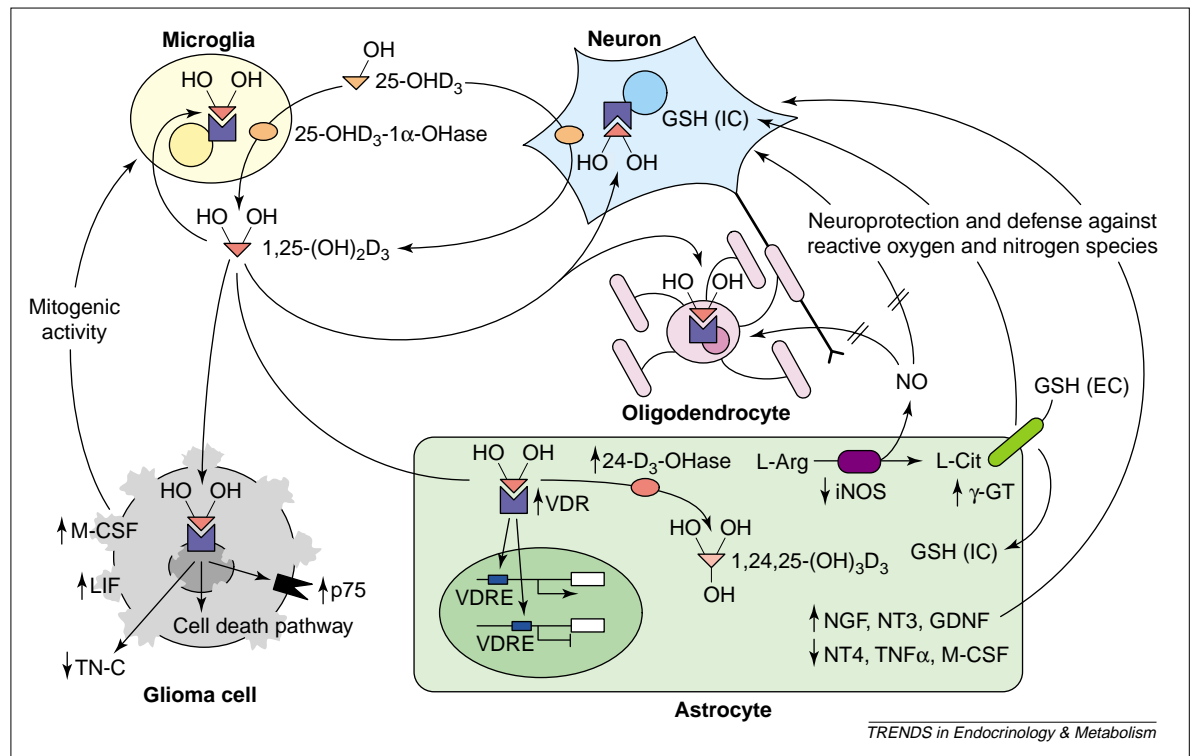 Microglia
OH
HO OH
25-OHD₃
25-OHD₃-1α-OHase
HO OH
1,25-(OH)₂D₃
Neuron
GSH (IC)
HO OH
Neuroprotection and defense against
reactive oxygen and nitrogen species
Mitogenic
activity
HO OH
Oligodendrocyte
NO
GSH (EC)
HO OH
↑M-CSF
↑LIF
↑p75
Cell death pathway
↓TN-C
Glioma cell
HO OH
↑24-D₃-OHase
↑VDR
L-Arg
L-Cit
↓iNOS
↑γ-GT
HO OH
1,24,25-(OH)₃D₃
OH
GSH (IC)
VDRE
VDRE
↑NGF, NT3, GDNF
↓NT4, TNFα, M-CSF
Astrocyte
TRENDS in Endocrinology & Metabolism